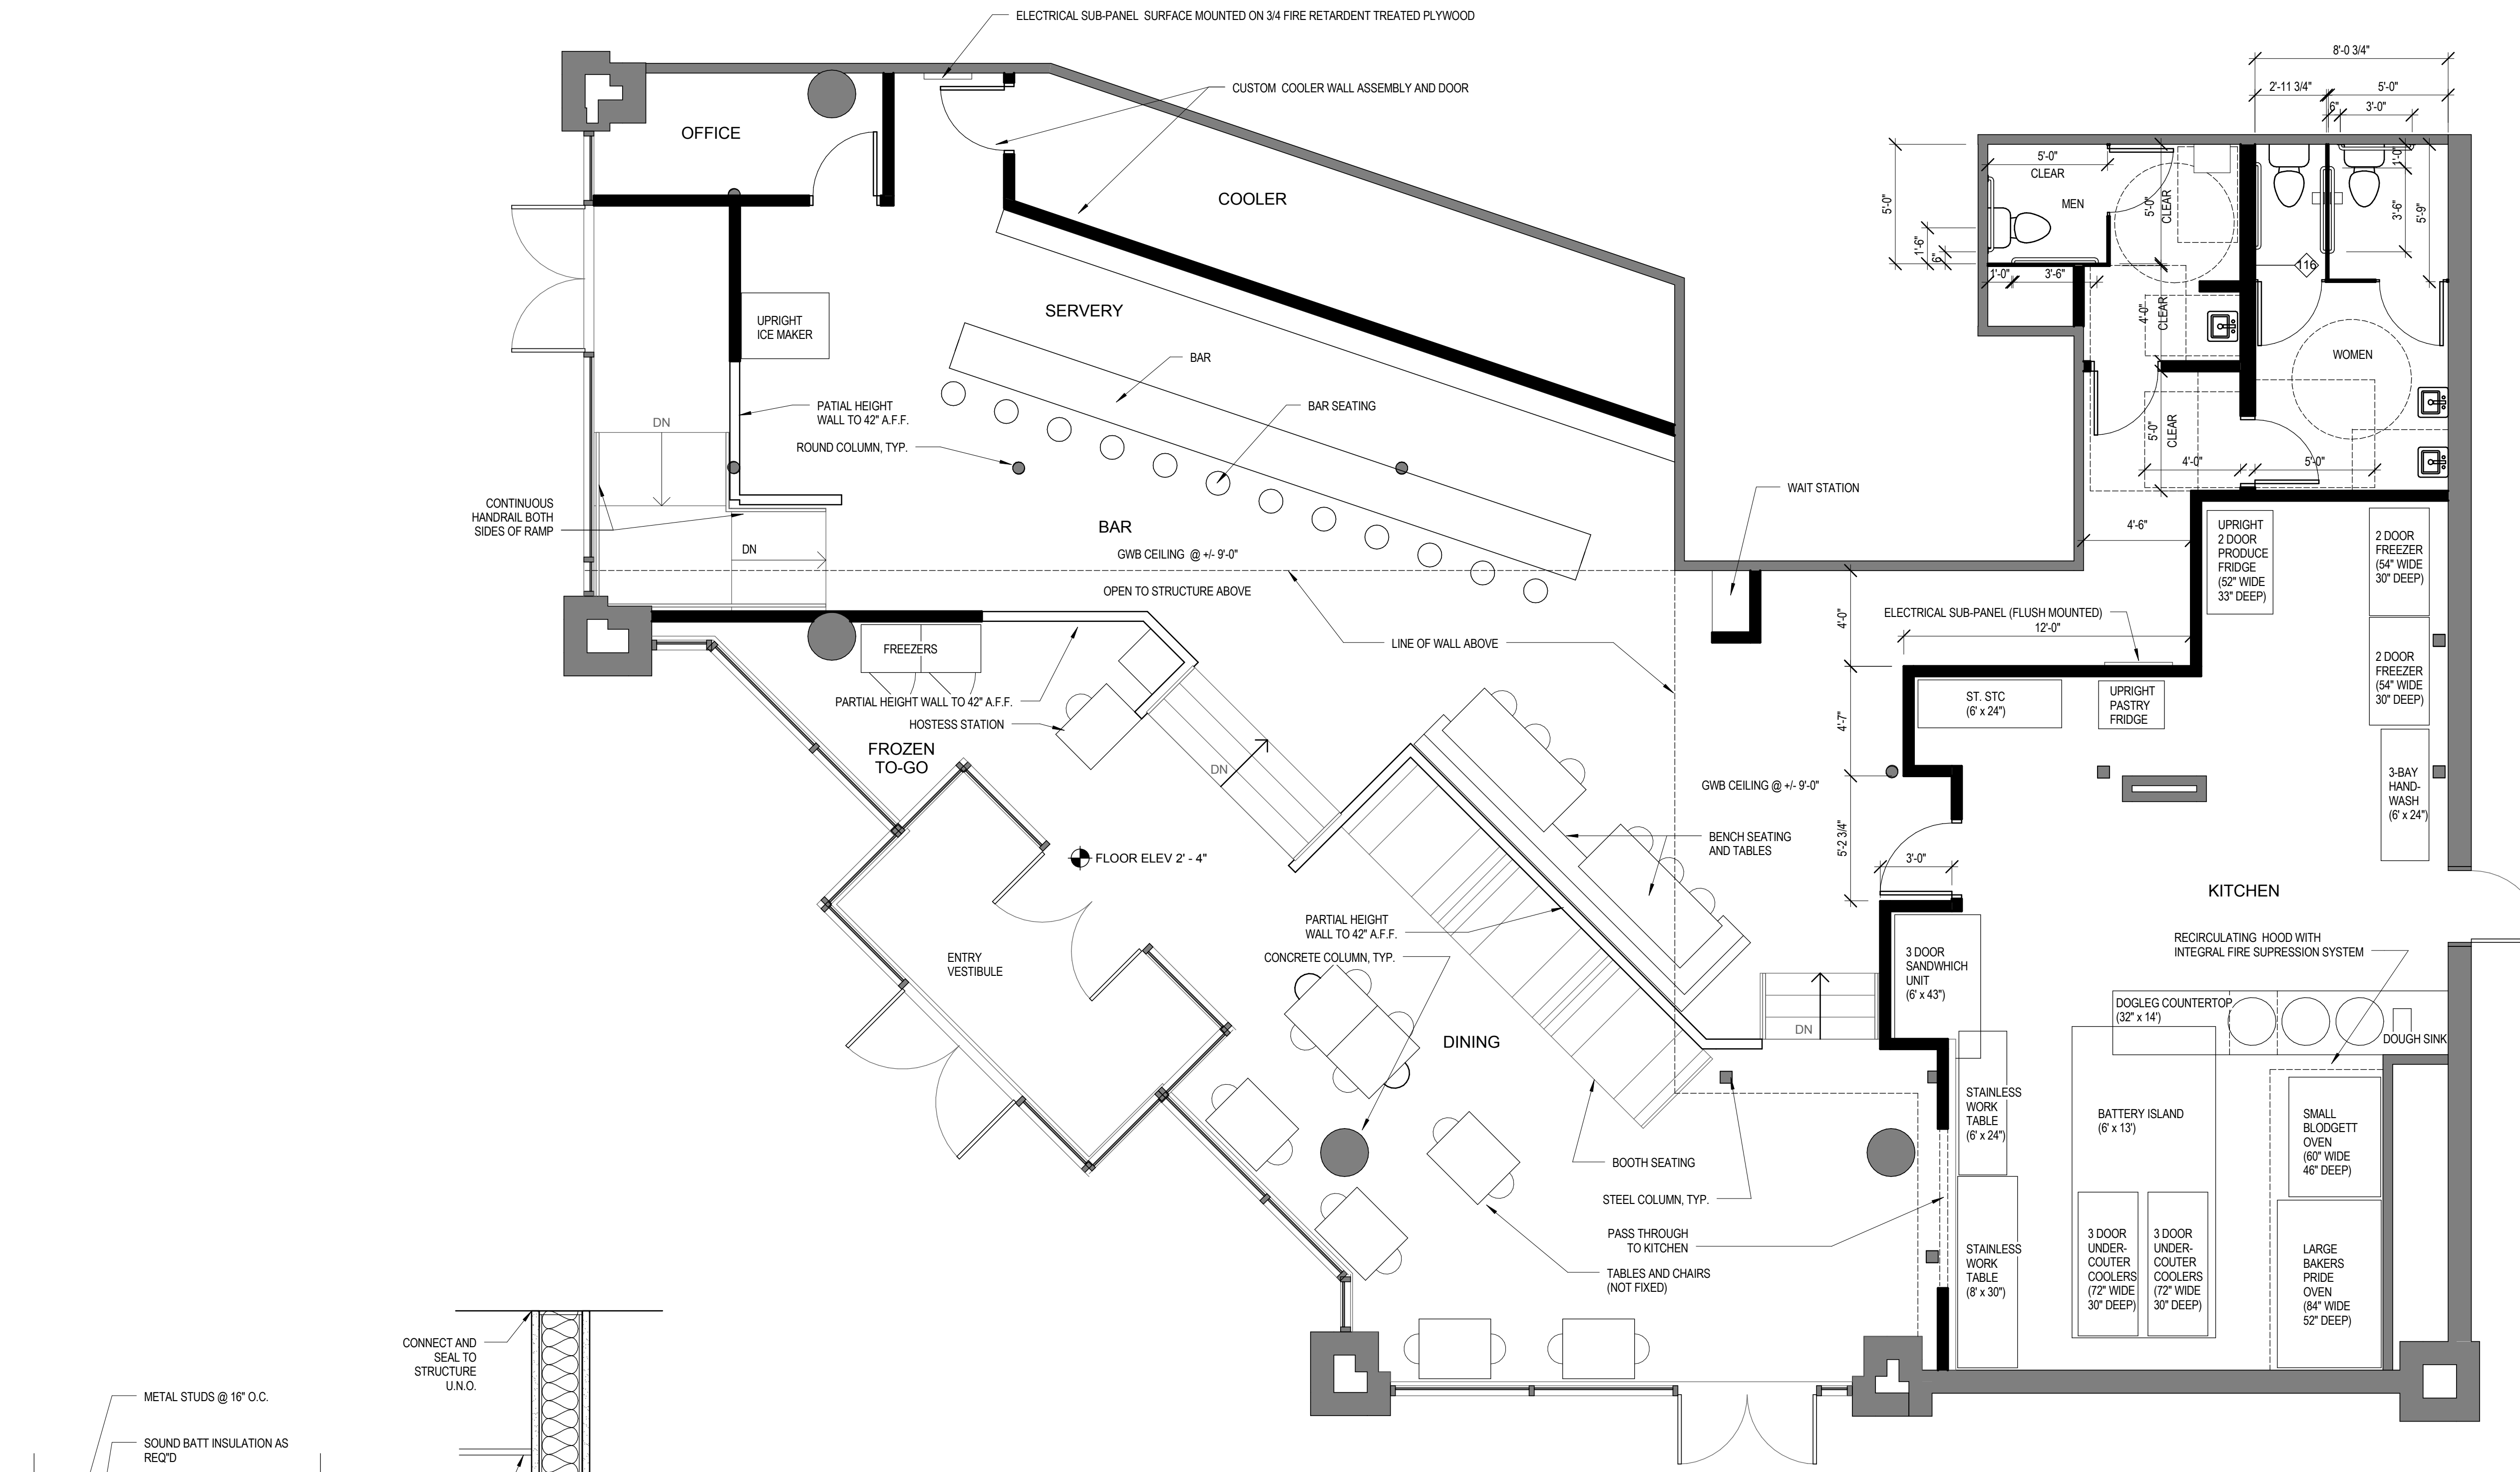 ELECTRICAL SUB-PANEL SURFACE MOUNTED ON 3/4 FIRE RETARDENT TREATED PLYWOOD
8'-0 3/4"
2'-11 3/4"
5'-0"
6"
3'-0"
CUSTOM COOLER WALL ASSEMBLY AND DOOR
OFFICE
COOLER
5'-0"
CLEAR
MEN
5'-0"
5'-0"
CLEAR
1'-0"
3'-6"
5'-9"
1'-6"
6"
1'-0"
3'-6"
116
4'-0"
CLEAR
WOMEN
5'-0"
CLEAR
4'-0"
5'-0"
SERVERY
UPRIGHT
ICE MAKER
BAR
BAR SEATING
PATIAL HEIGHT
WALL TO 42" A.F.F.
ROUND COLUMN, TYP.
DN
CONTINUOUS
HANDRAIL BOTH
SIDES OF RAMP
DN
BAR
GWB CEILING @ +/- 9'-0"
OPEN TO STRUCTURE ABOVE
WAIT STATION
4'-6"
UPRIGHT
2 DOOR
PRODUCE
FRIDGE
(52" WIDE
33" DEEP)
2 DOOR
FREEZER
(54" WIDE
30" DEEP)
4'-0"
ELECTRICAL SUB-PANEL (FLUSH MOUNTED)
12'-0"
LINE OF WALL ABOVE
FREEZERS
2 DOOR
FREEZER
(54" WIDE
30" DEEP)
PARTIAL HEIGHT WALL TO 42" A.F.F.
HOSTESS STATION
ST. STC
(6' x 24")
UPRIGHT
PASTRY
FRIDGE
4'-7"
FROZEN
TO-GO
DN
GWB CEILING @ +/- 9'-0"
3-BAY
HAND-
WASH
(6' x 24")
BENCH SEATING
AND TABLES
5'-2 3/4"
3'-0"
FLOOR ELEV 2' - 4"
KITCHEN
PARTIAL HEIGHT
WALL TO 42" A.F.F.
CONCRETE COLUMN, TYP.
ENTRY
VESTIBULE
RECIRCULATING HOOD WITH
INTEGRAL FIRE SUPRESSION SYSTEM
3 DOOR
SANDWHICH
UNIT
(6' x 43")
DOGLEG COUNTERTOP
(32" x 14')
DOUGH SINK
DINING
DN
STAINLESS
WORK
TABLE
(6' x 24")
BATTERY ISLAND
(6' x 13')
SMALL
BLODGETT
OVEN
(60" WIDE
46" DEEP)
BOOTH SEATING
STEEL COLUMN, TYP.
PASS THROUGH
TO KITCHEN
TABLES AND CHAIRS
(NOT FIXED)
STAINLESS
WORK
TABLE
(8' x 30")
3 DOOR
UNDER-
COUTER
COOLERS
(72" WIDE
30" DEEP)
3 DOOR
UNDER-
COUTER
COOLERS
(72" WIDE
30" DEEP)
LARGE
BAKERS
PRIDE
OVEN
(84" WIDE
52" DEEP)
CONNECT AND
SEAL TO
STRUCTURE
U.N.O.
METAL STUDS @ 16" O.C.
SOUND BATT INSULATION AS
REQ"D